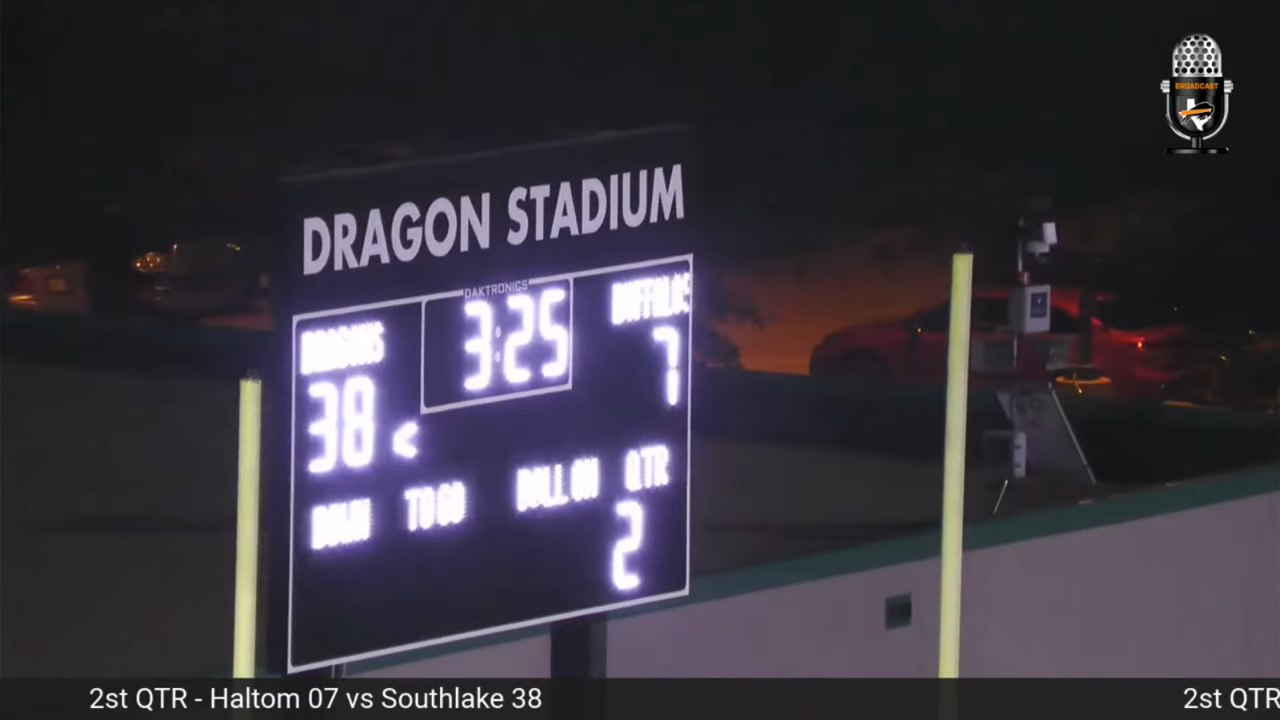 BROADCAST
DRAGON STADIUM
DAKTRONICS
DRAGONS 3:25
38 < 7
DOWN TO GO BALL ON QTR
2
2st QTR - Haltom 07 vs Southlake 38
2st QTR